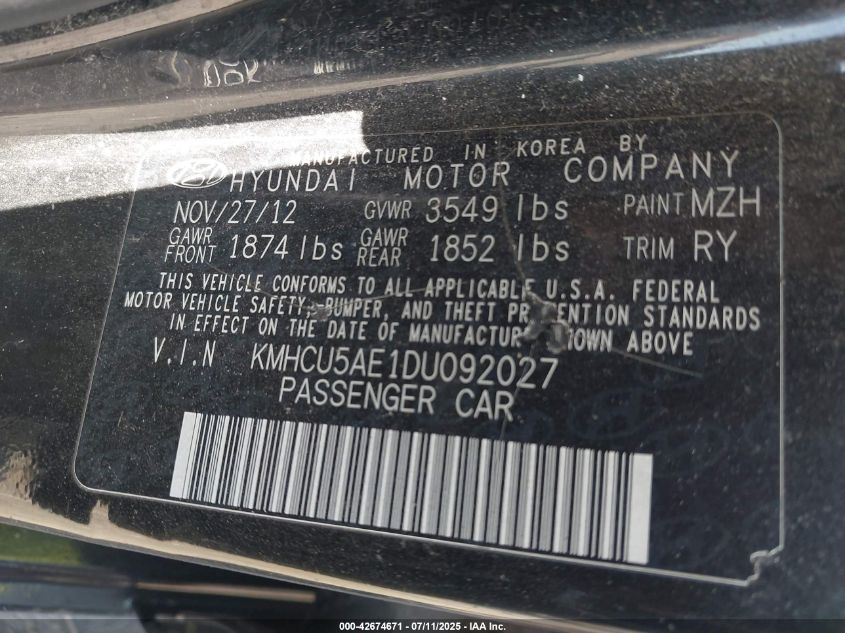 MANUFACTURED IN KOREA BY
HYUNDAI MOTOR COMPANY
NOV/27/12 GVWR 3549 lbs PAINT MZH
GAWR FRONT 1874 lbs GAWR REAR 1852 lbs TRIM RY
THIS VEHICLE CONFORMS TO ALL APPLICABLE U.S.A. FEDERAL
MOTOR VEHICLE SAFETY, BUMPER, AND THEFT PREVENTION STANDARDS
IN EFFECT ON THE DATE OF MANUFACTURE SHOWN ABOVE
V.I.N KMHCU5AE1DU092027
PASSENGER CAR
000-42674671 - 07/11/2025 - IAA Inc.